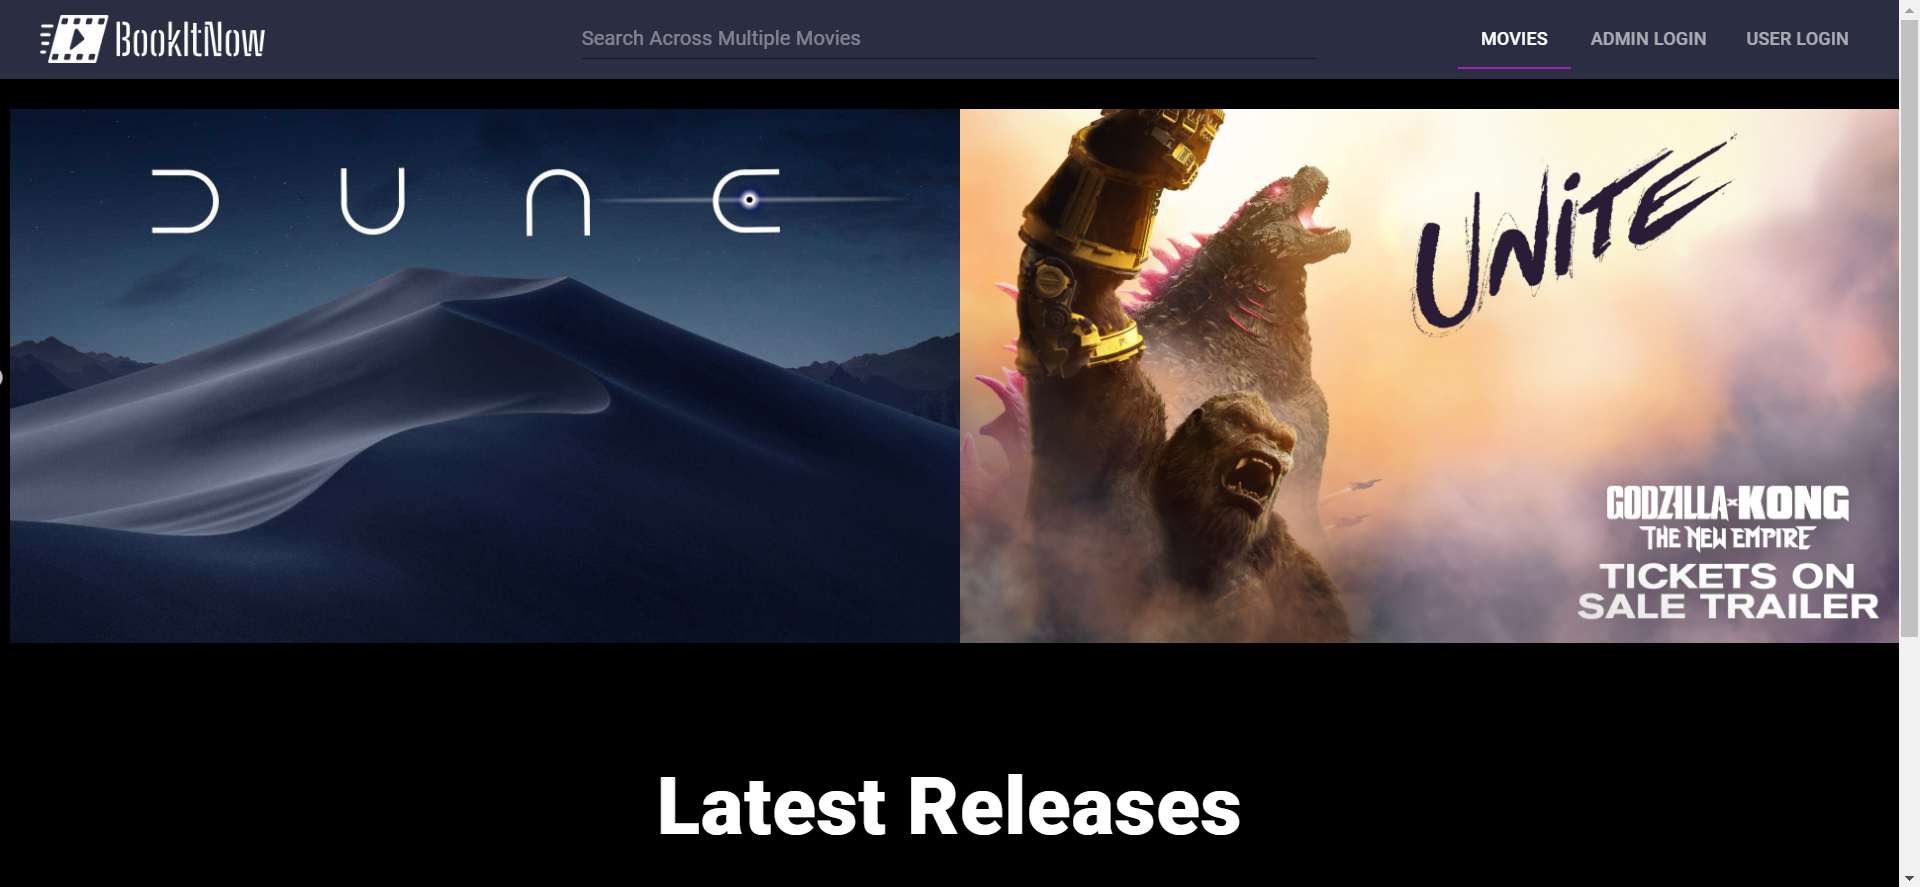 BookItNow
Search Across Multiple Movies
MOVIES
ADMIN LOGIN
USER LOGIN
DUNE
UNiTE
GODZILLA x KONG
THE NEW EMPIRE
TICKETS ON
SALE TRAILER
Latest Releases